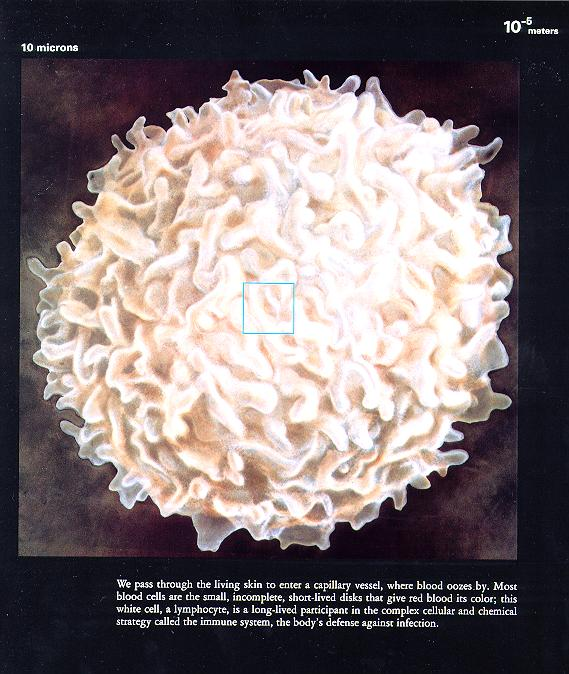 10⁻⁵ meters
10 microns
We pass through the living skin to enter a capillary vessel, where blood oozes by. Most
blood cells are the small, incomplete, short-lived disks that give red blood its color; this
white cell, a lymphocyte, is a long-lived participant in the complex cellular and chemical
strategy called the immune system, the body's defense against infection.